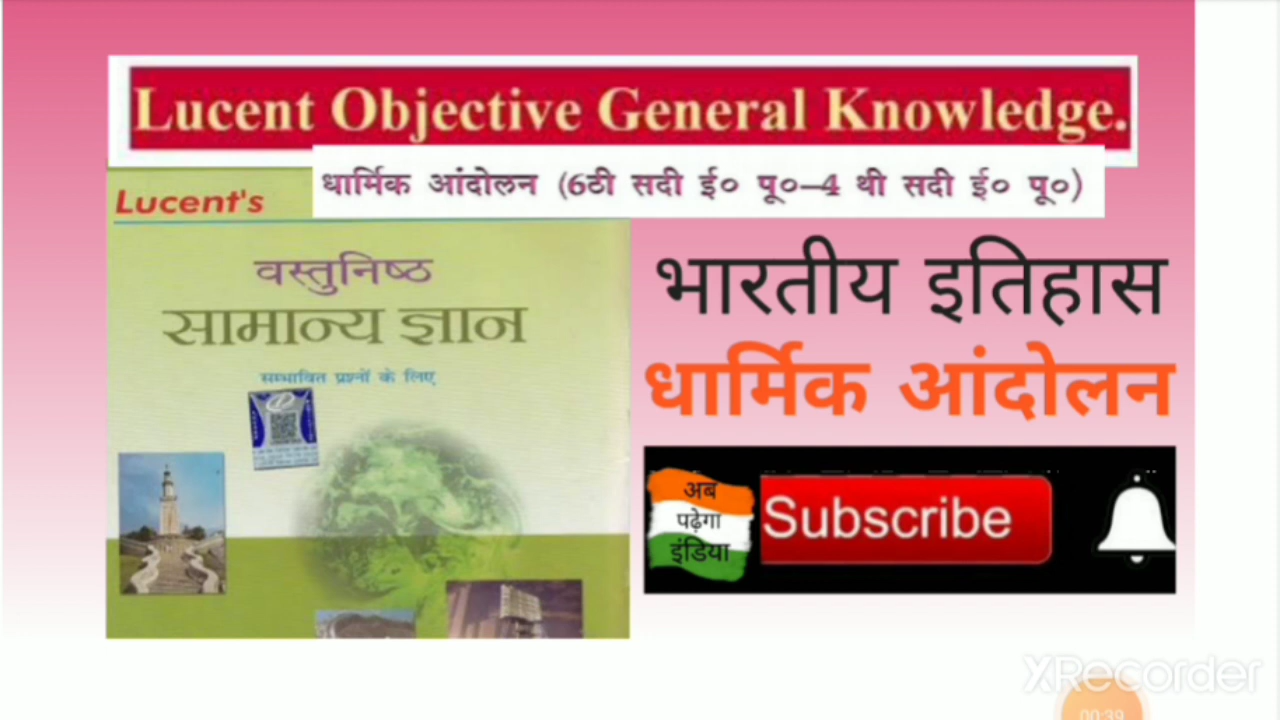 Lucent Objective General Knowledge.
धार्मिक आंदोलन (6ठी सदी ई० पू०–4 थी सदी ई० पू०)
Lucent's
वस्तुनिष्ठ
सामान्य ज्ञान
सम्भावित प्रश्नों के लिए
भारतीय इतिहास
धार्मिक आंदोलन
अब
पढ़ेगा
इंडिया
Subscribe
XRecorder
00:39